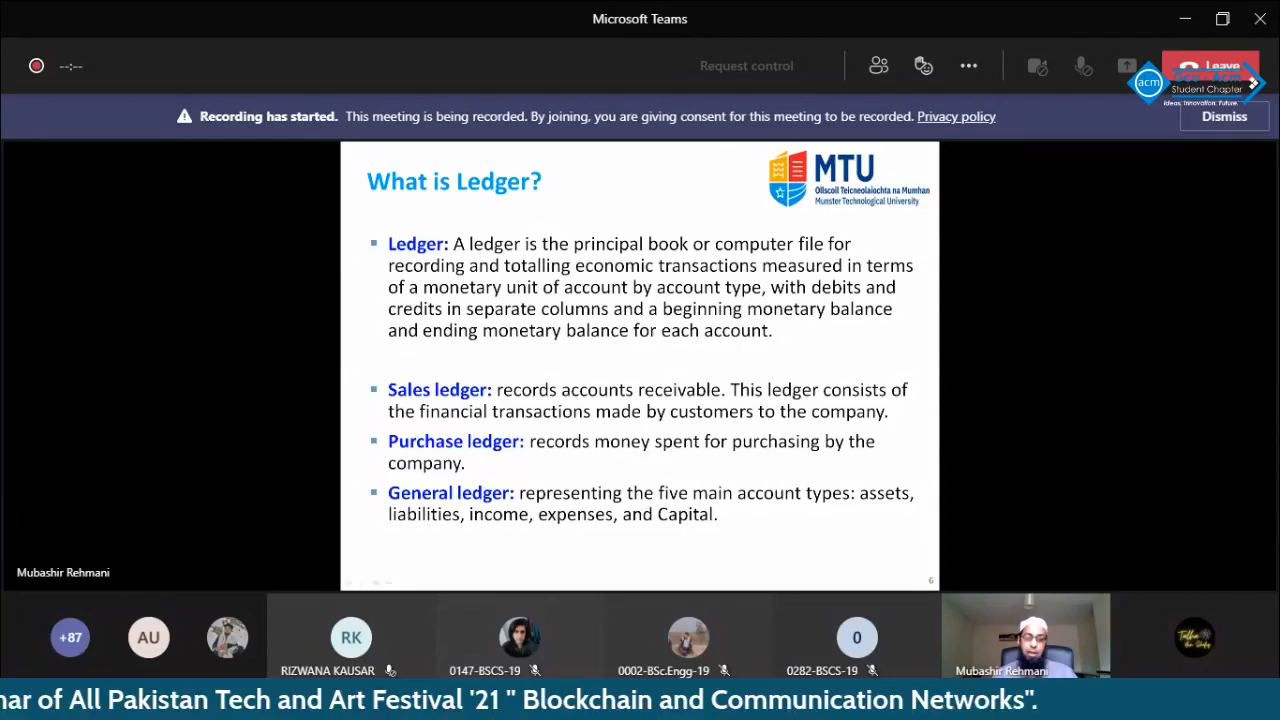 Microsoft Teams
--:--
Request control
Leave
acm
Student Chapter
Ideas. Innovation. Future.
Recording has started. This meeting is being recorded. By joining, you are giving consent for this meeting to be recorded. Privacy policy
Dismiss
What is Ledger?
MTU
Ollscoil Teicneolaíochta na Mumhan
Munster Technological University
Ledger: A ledger is the principal book or computer file for
recording and totalling economic transactions measured in terms
of a monetary unit of account by account type, with debits and
credits in separate columns and a beginning monetary balance
and ending monetary balance for each account.
Sales ledger: records accounts receivable. This ledger consists of
the financial transactions made by customers to the company.
Purchase ledger: records money spent for purchasing by the
company.
General ledger: representing the five main account types: assets,
liabilities, income, expenses, and Capital.
6
Mubashir Rehmani
+87
AU
RK
0
RIZWANA KAUSAR
0147-BSCS-19
0002-BSc.Engg-19
0282-BSCS-19
Mubashir Rehmani
nar of All Pakistan Tech and Art Festival '21 " Blockchain and Communication Networks".